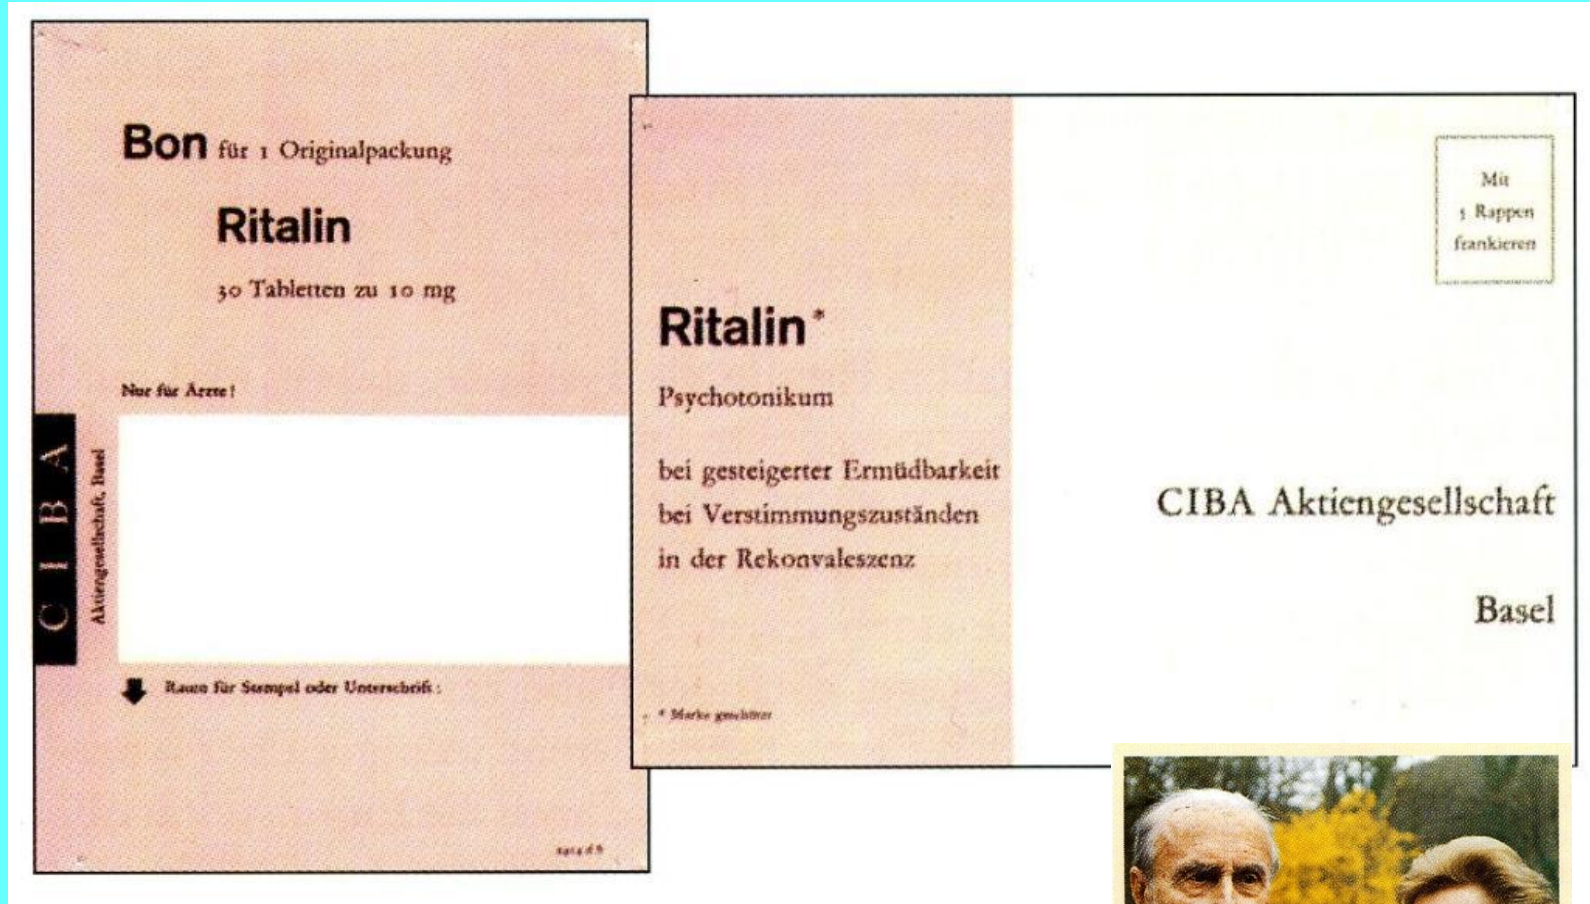 Bon für 1 Originalpackung
Ritalin
30 Tabletten zu 10 mg
Nur für Ärzte!
CIBA
Aktiengesellschaft, Basel
Raum für Stempel oder Unterschrift:
Ritalin*
Psychotonikum
bei gesteigerter Ermüdbarkeit
bei Verstimmungszuständen
in der Rekonvaleszenz
* Marke geschützt
Mit
5 Rappen
frankieren
CIBA Aktiengesellschaft
Basel